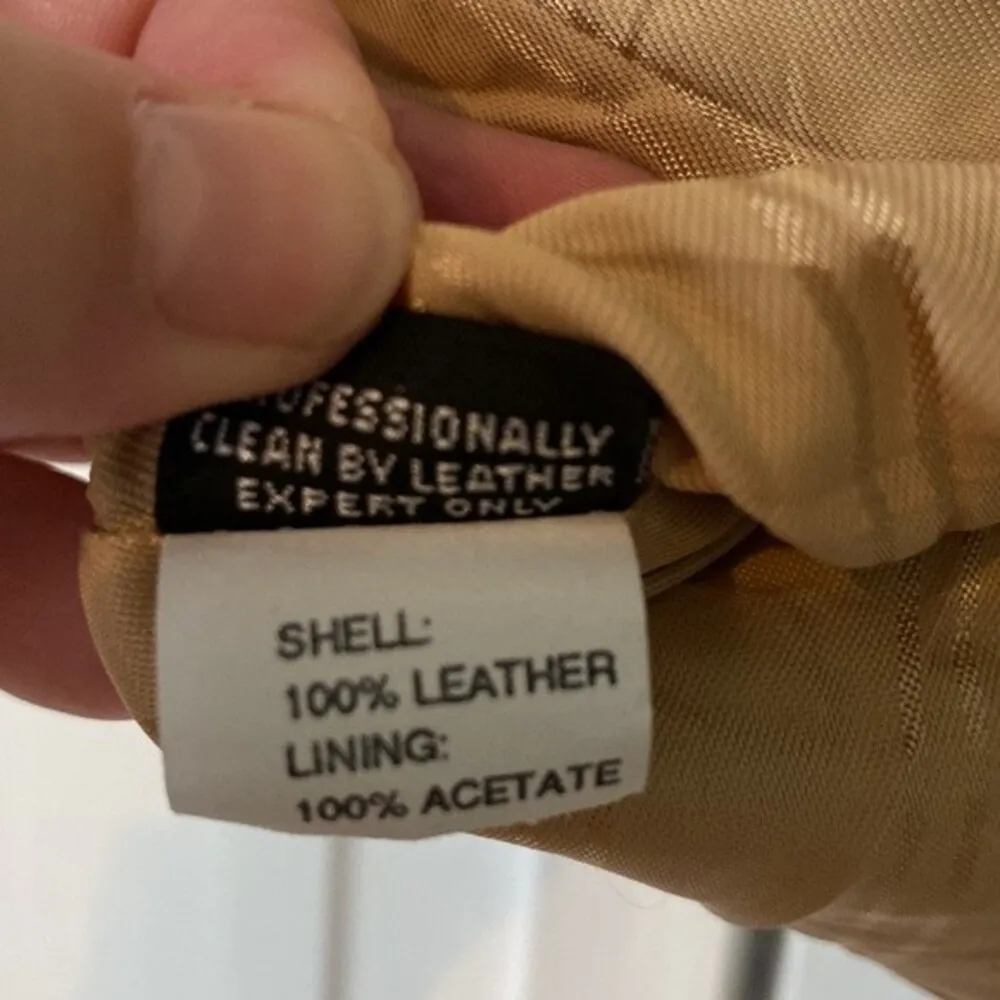 PROFESSIONALLY
CLEAN BY LEATHER
EXPERT ONLY
SHELL:
100% LEATHER
LINING:
100% ACETATE